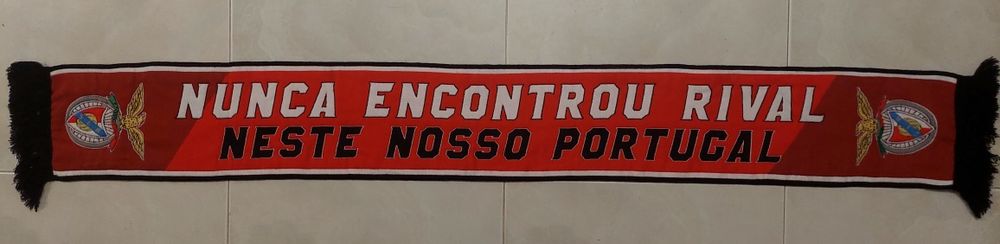 NUNCA ENCONTROU RIVAL
NESTE NOSSO PORTUGAL